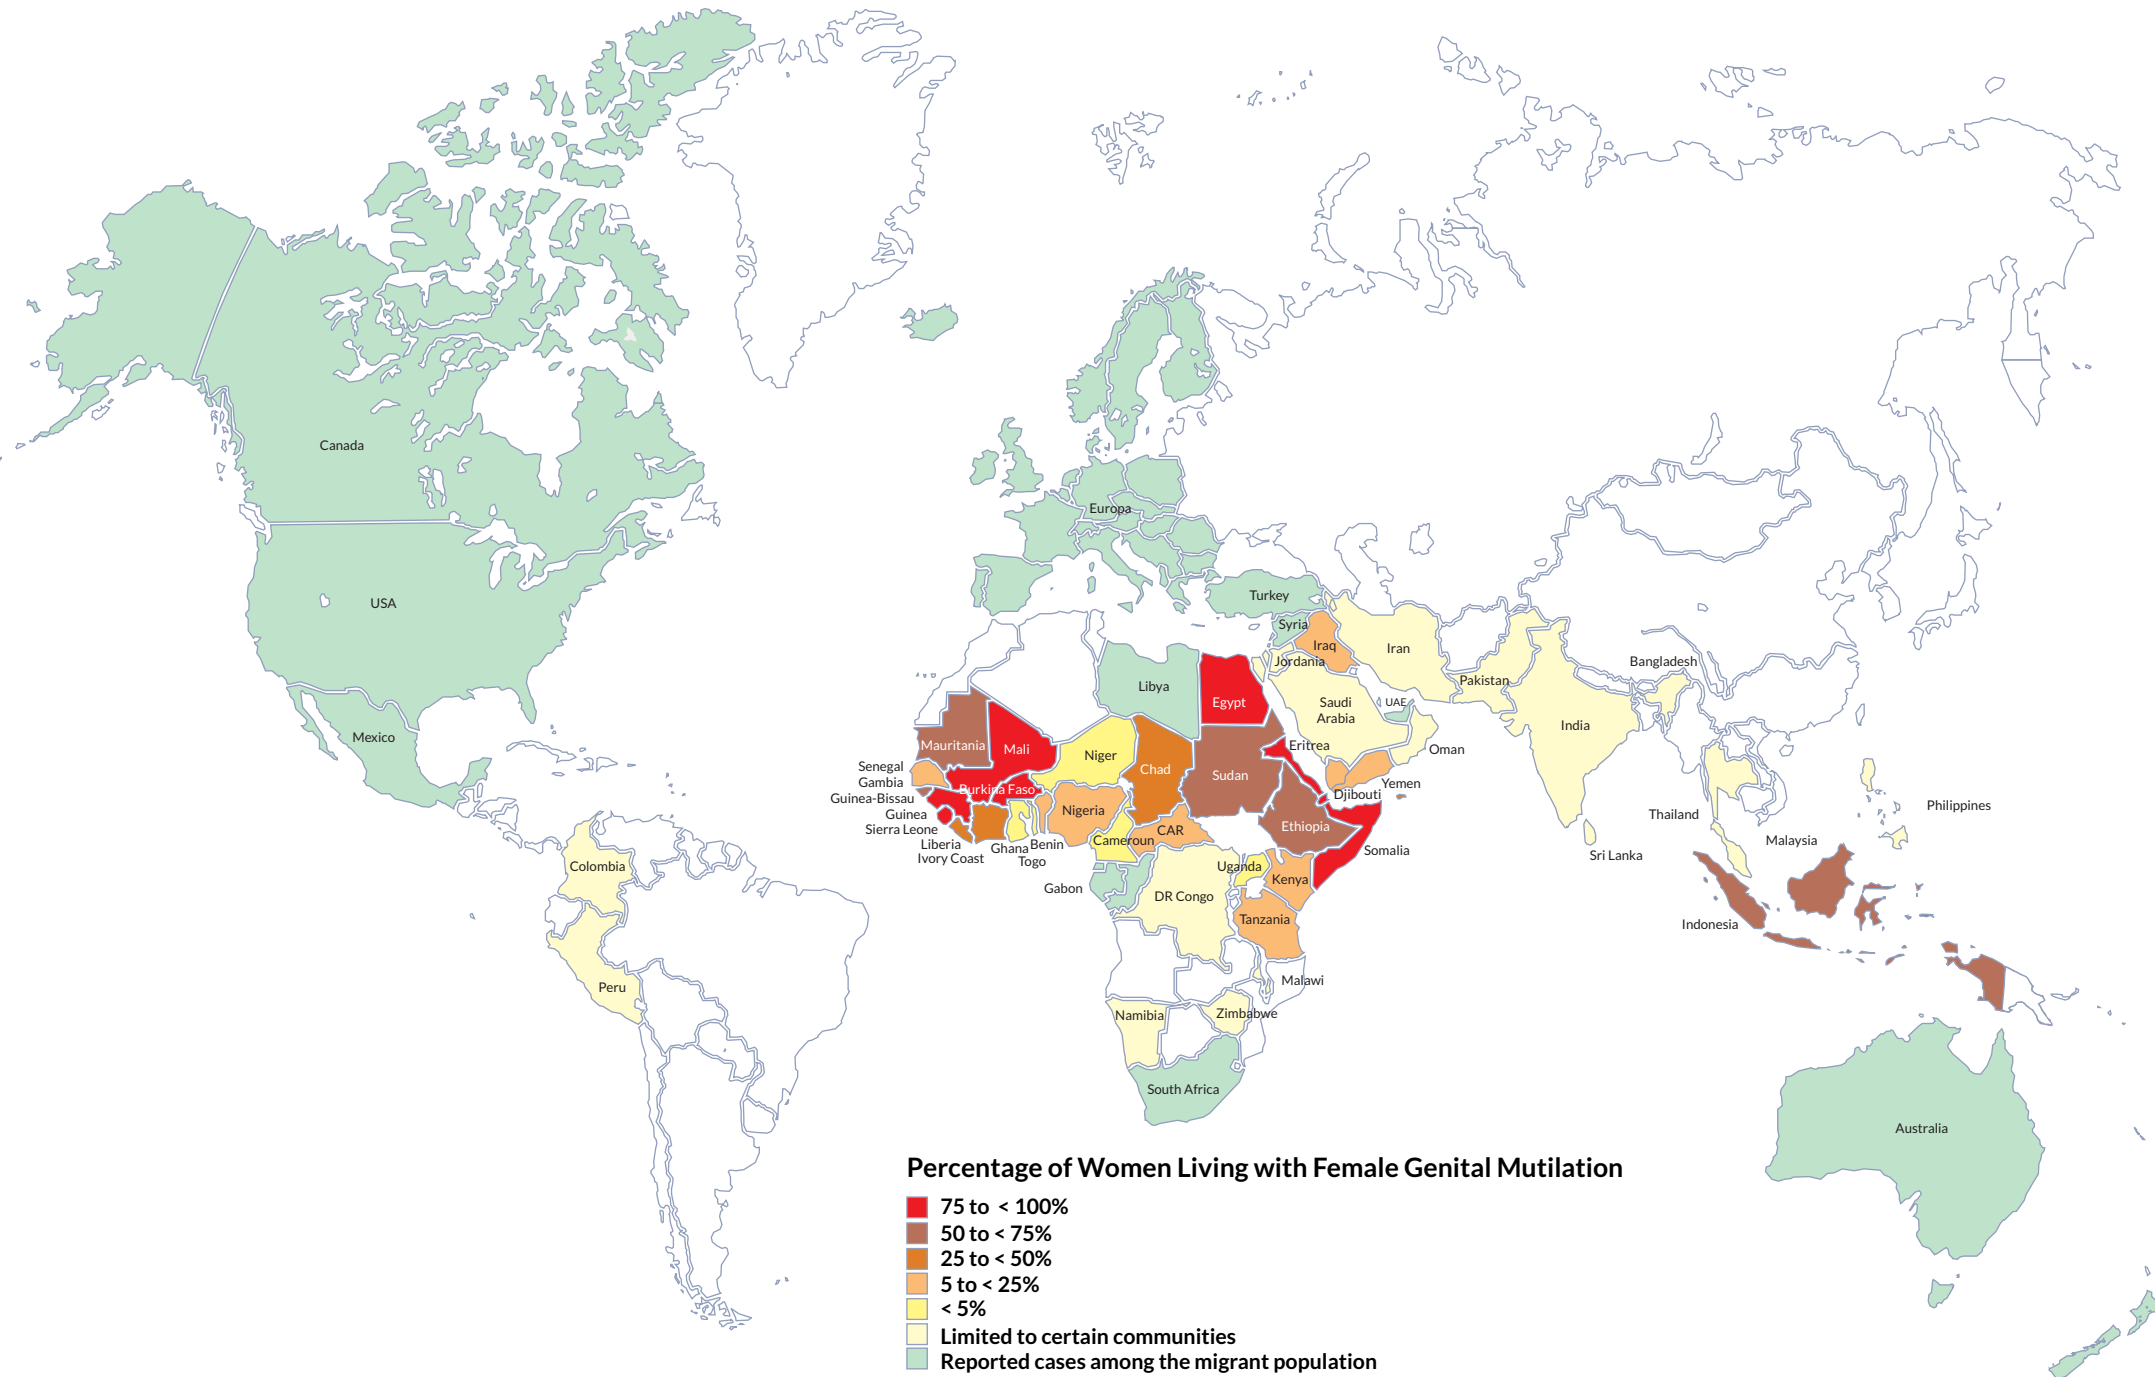 Canada
USA
Mexico
Colombia
Peru
Europa
Turkey
Syria
Iraq
Iran
Jordania
Pakistan
Bangladesh
Libya
Egypt
Saudi
Arabia
UAE
India
Oman
Mauritania
Mali
Niger
Chad
Sudan
Eritrea
Yemen
Djibouti
Senegal
Gambia
Guinea-Bissau
Guinea
Sierra Leone
Liberia
Ivory Coast
Burkina Faso
Ghana
Togo
Benin
Nigeria
Cameroun
CAR
Ethiopia
Somalia
Gabon
DR Congo
Uganda
Kenya
Tanzania
Malawi
Namibia
Zimbabwe
South Africa
Thailand
Sri Lanka
Malaysia
Philippines
Indonesia
Australia
Percentage of Women Living with Female Genital Mutilation
75 to < 100%
50 to < 75%
25 to < 50%
5 to < 25%
< 5%
Limited to certain communities
Reported cases among the migrant population